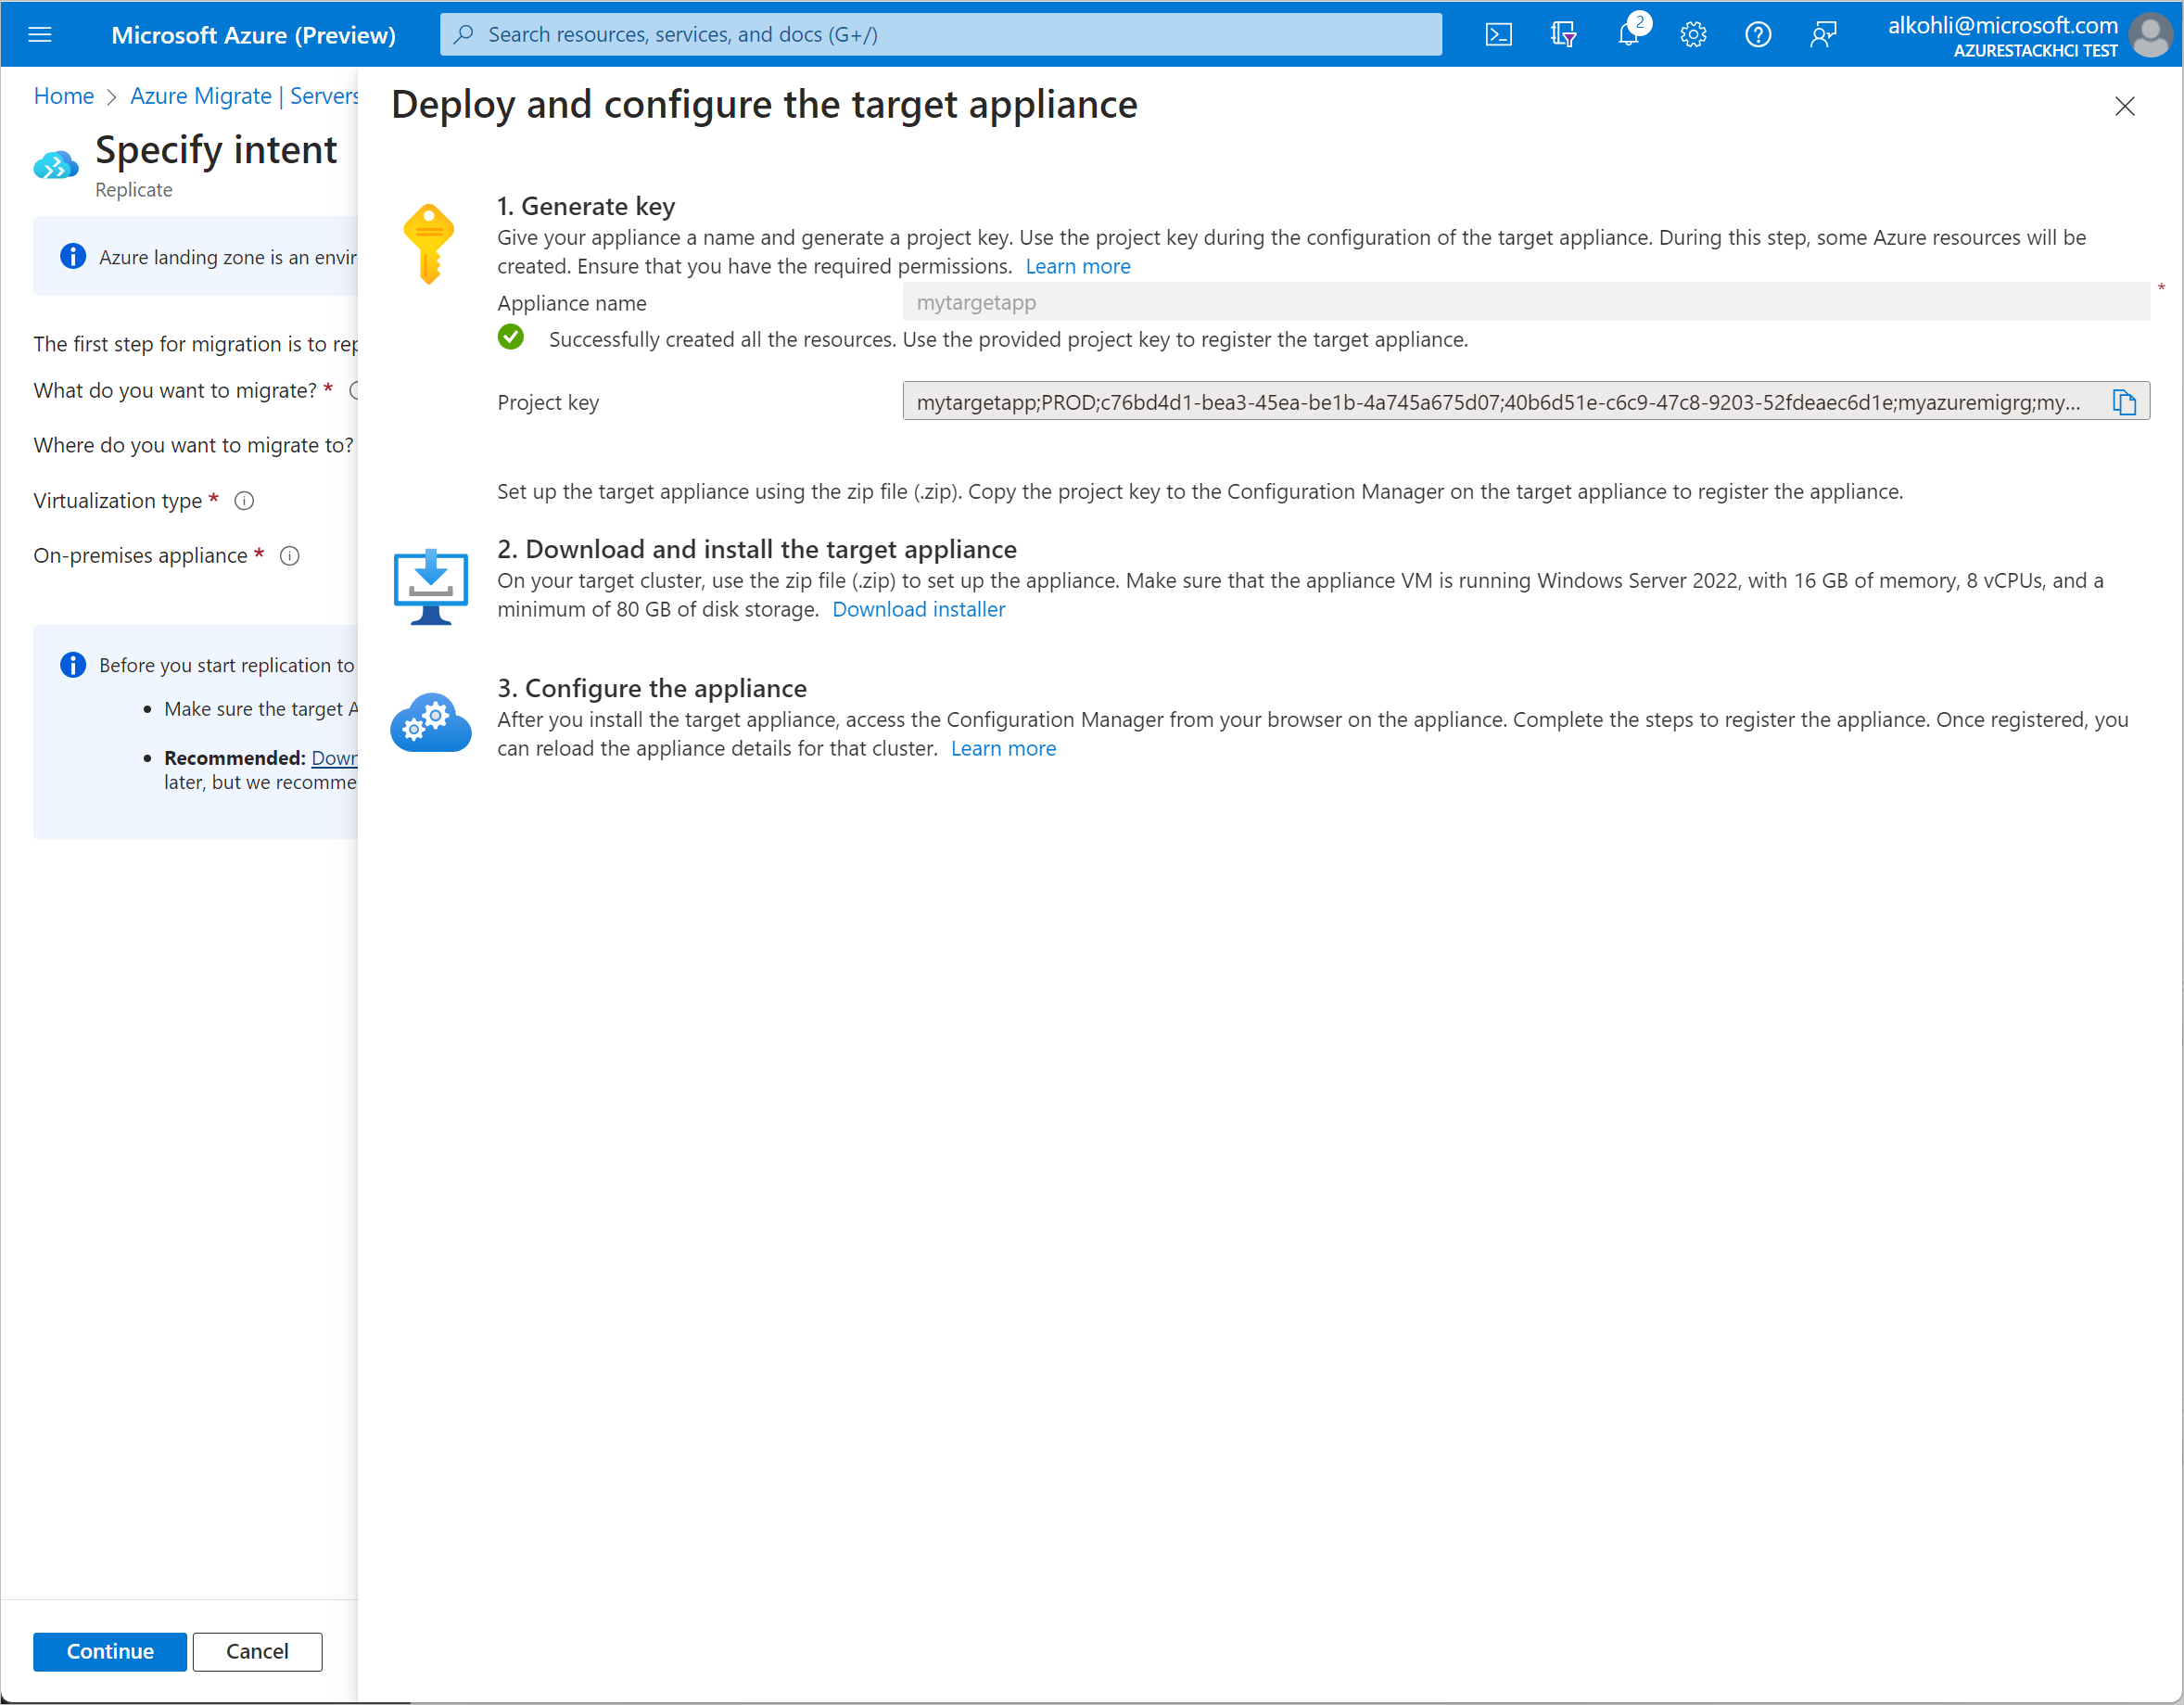 Microsoft Azure (Preview)
Search resources, services, and docs (G+/)
2
alkohli@microsoft.com
AZURESTACKHCI TEST
Home > Azure Migrate | Servers
Specify intent
Replicate
Azure landing zone is an envir
The first step for migration is to rep
What do you want to migrate? *
Where do you want to migrate to?
Virtualization type *
On-premises appliance *
Before you start replication to
• Make sure the target A
• Recommended: Down
later, but we recomme
Continue
Cancel
Deploy and configure the target appliance
1. Generate key
Give your appliance a name and generate a project key. Use the project key during the configuration of the target appliance. During this step, some Azure resources will be
created. Ensure that you have the required permissions. Learn more
Appliance name
mytargetapp
*
Successfully created all the resources. Use the provided project key to register the target appliance.
Project key
mytargetapp;PROD;c76bd4d1-bea3-45ea-be1b-4a745a675d07;40b6d51e-c6c9-47c8-9203-52fdeaec6d1e;myazuremigrg;my...
Set up the target appliance using the zip file (.zip). Copy the project key to the Configuration Manager on the target appliance to register the appliance.
2. Download and install the target appliance
On your target cluster, use the zip file (.zip) to set up the appliance. Make sure that the appliance VM is running Windows Server 2022, with 16 GB of memory, 8 vCPUs, and a
minimum of 80 GB of disk storage. Download installer
3. Configure the appliance
After you install the target appliance, access the Configuration Manager from your browser on the appliance. Complete the steps to register the appliance. Once registered, you
can reload the appliance details for that cluster. Learn more